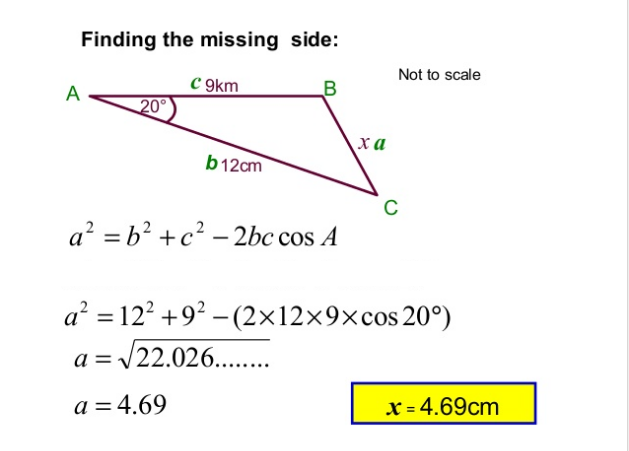 Finding the missing side:
Not to scale
A
c 9km
B
20°
x a
b 12cm
C
a² = b² + c² – 2bc cos A
a² = 12² + 9² – (2×12×9×cos 20°)
a = √22.026........
a = 4.69
x = 4.69cm